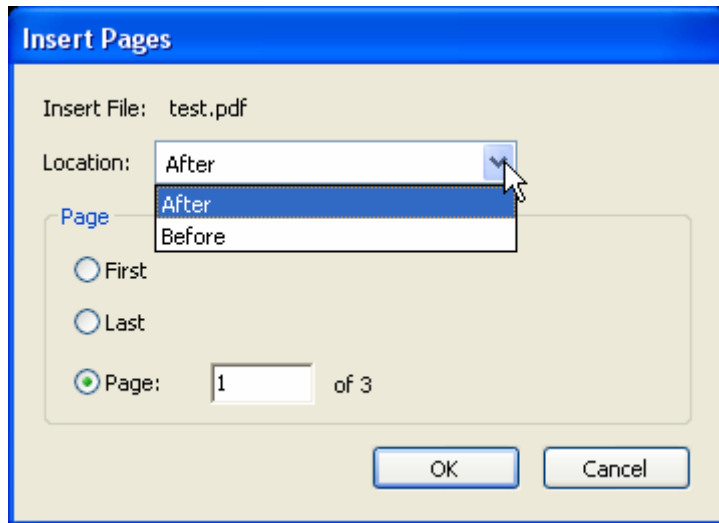 Insert Pages
Insert File: test.pdf
Location: After
After
Before
Page
First
Last
Page: 1 of 3
OK Cancel